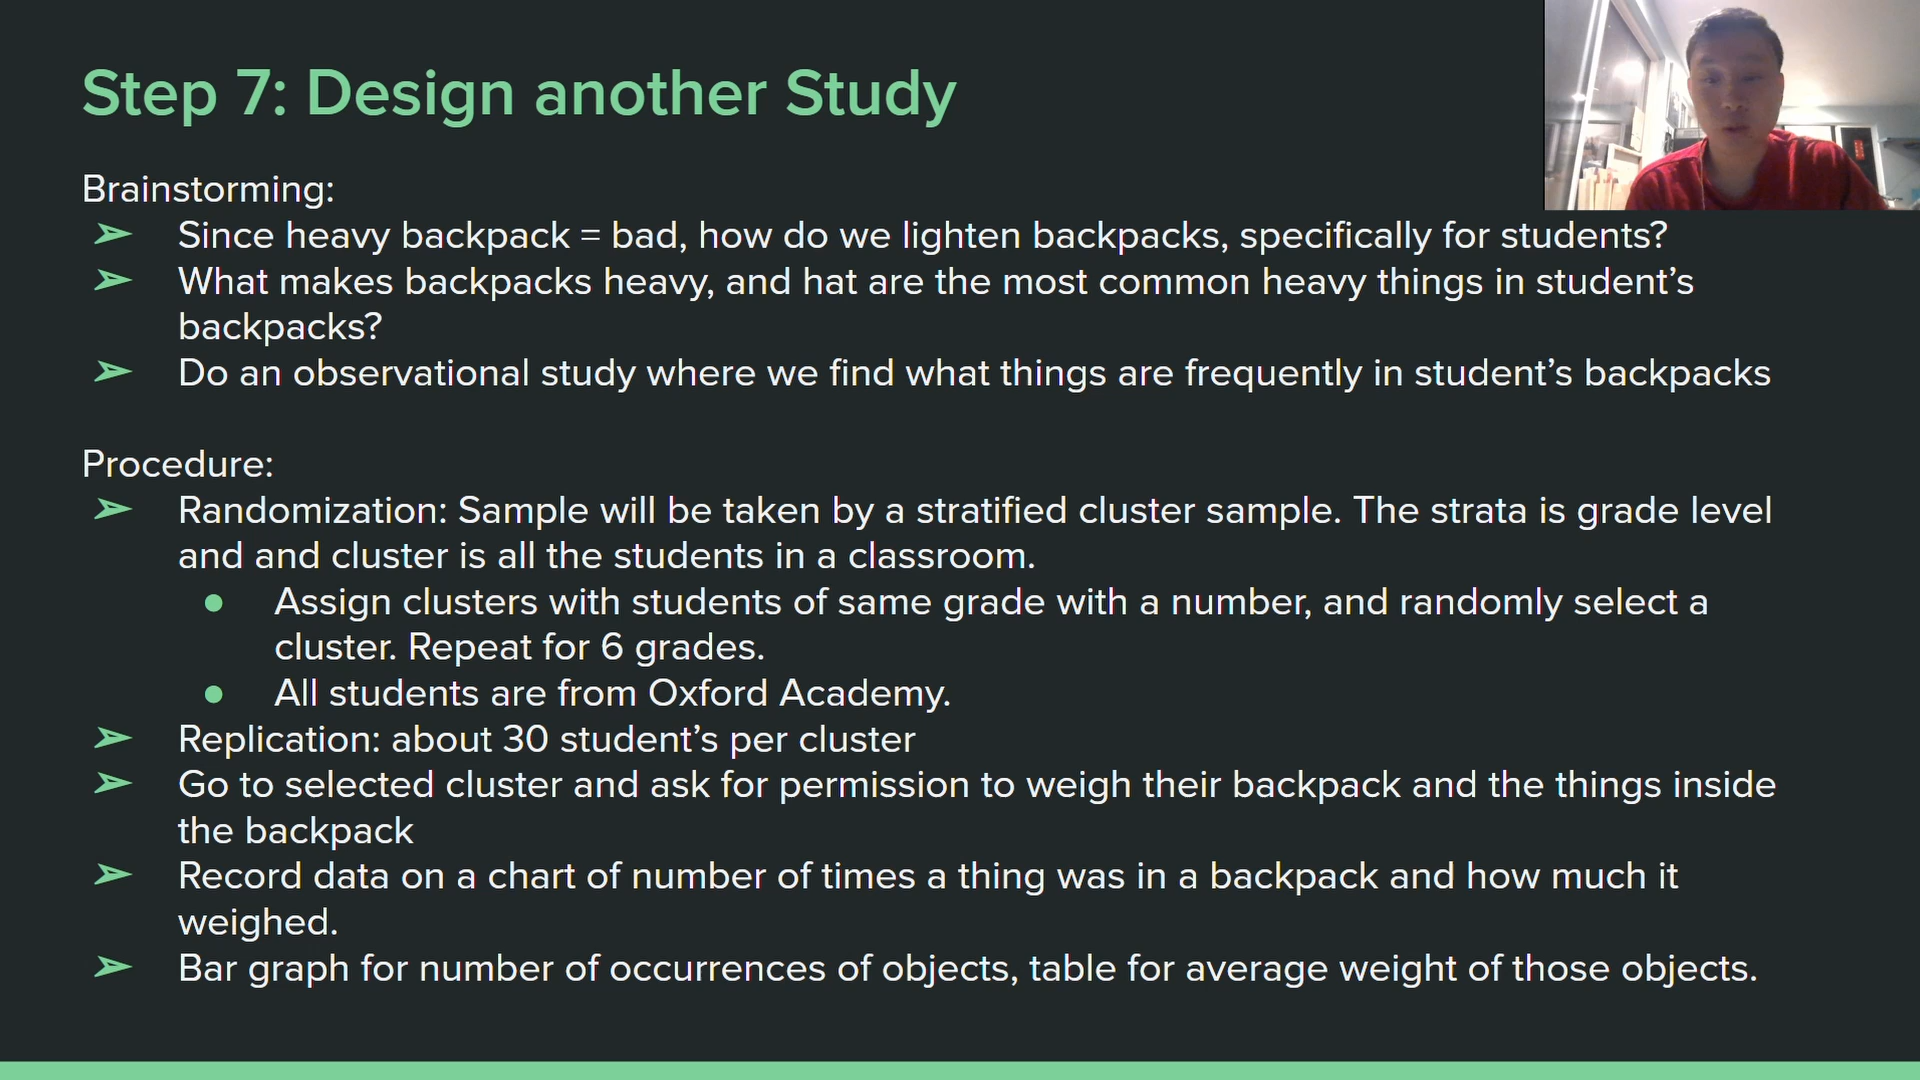 Step 7: Design another Study
Brainstorming:
➢ Since heavy backpack = bad, how do we lighten backpacks, specifically for students?
➢ What makes backpacks heavy, and hat are the most common heavy things in student’s
backpacks?
➢ Do an observational study where we find what things are frequently in student’s backpacks
Procedure:
➢ Randomization: Sample will be taken by a stratified cluster sample. The strata is grade level
and and cluster is all the students in a classroom.
● Assign clusters with students of same grade with a number, and randomly select a
cluster. Repeat for 6 grades.
● All students are from Oxford Academy.
➢ Replication: about 30 student’s per cluster
➢ Go to selected cluster and ask for permission to weigh their backpack and the things inside
the backpack
➢ Record data on a chart of number of times a thing was in a backpack and how much it
weighed.
➢ Bar graph for number of occurrences of objects, table for average weight of those objects.